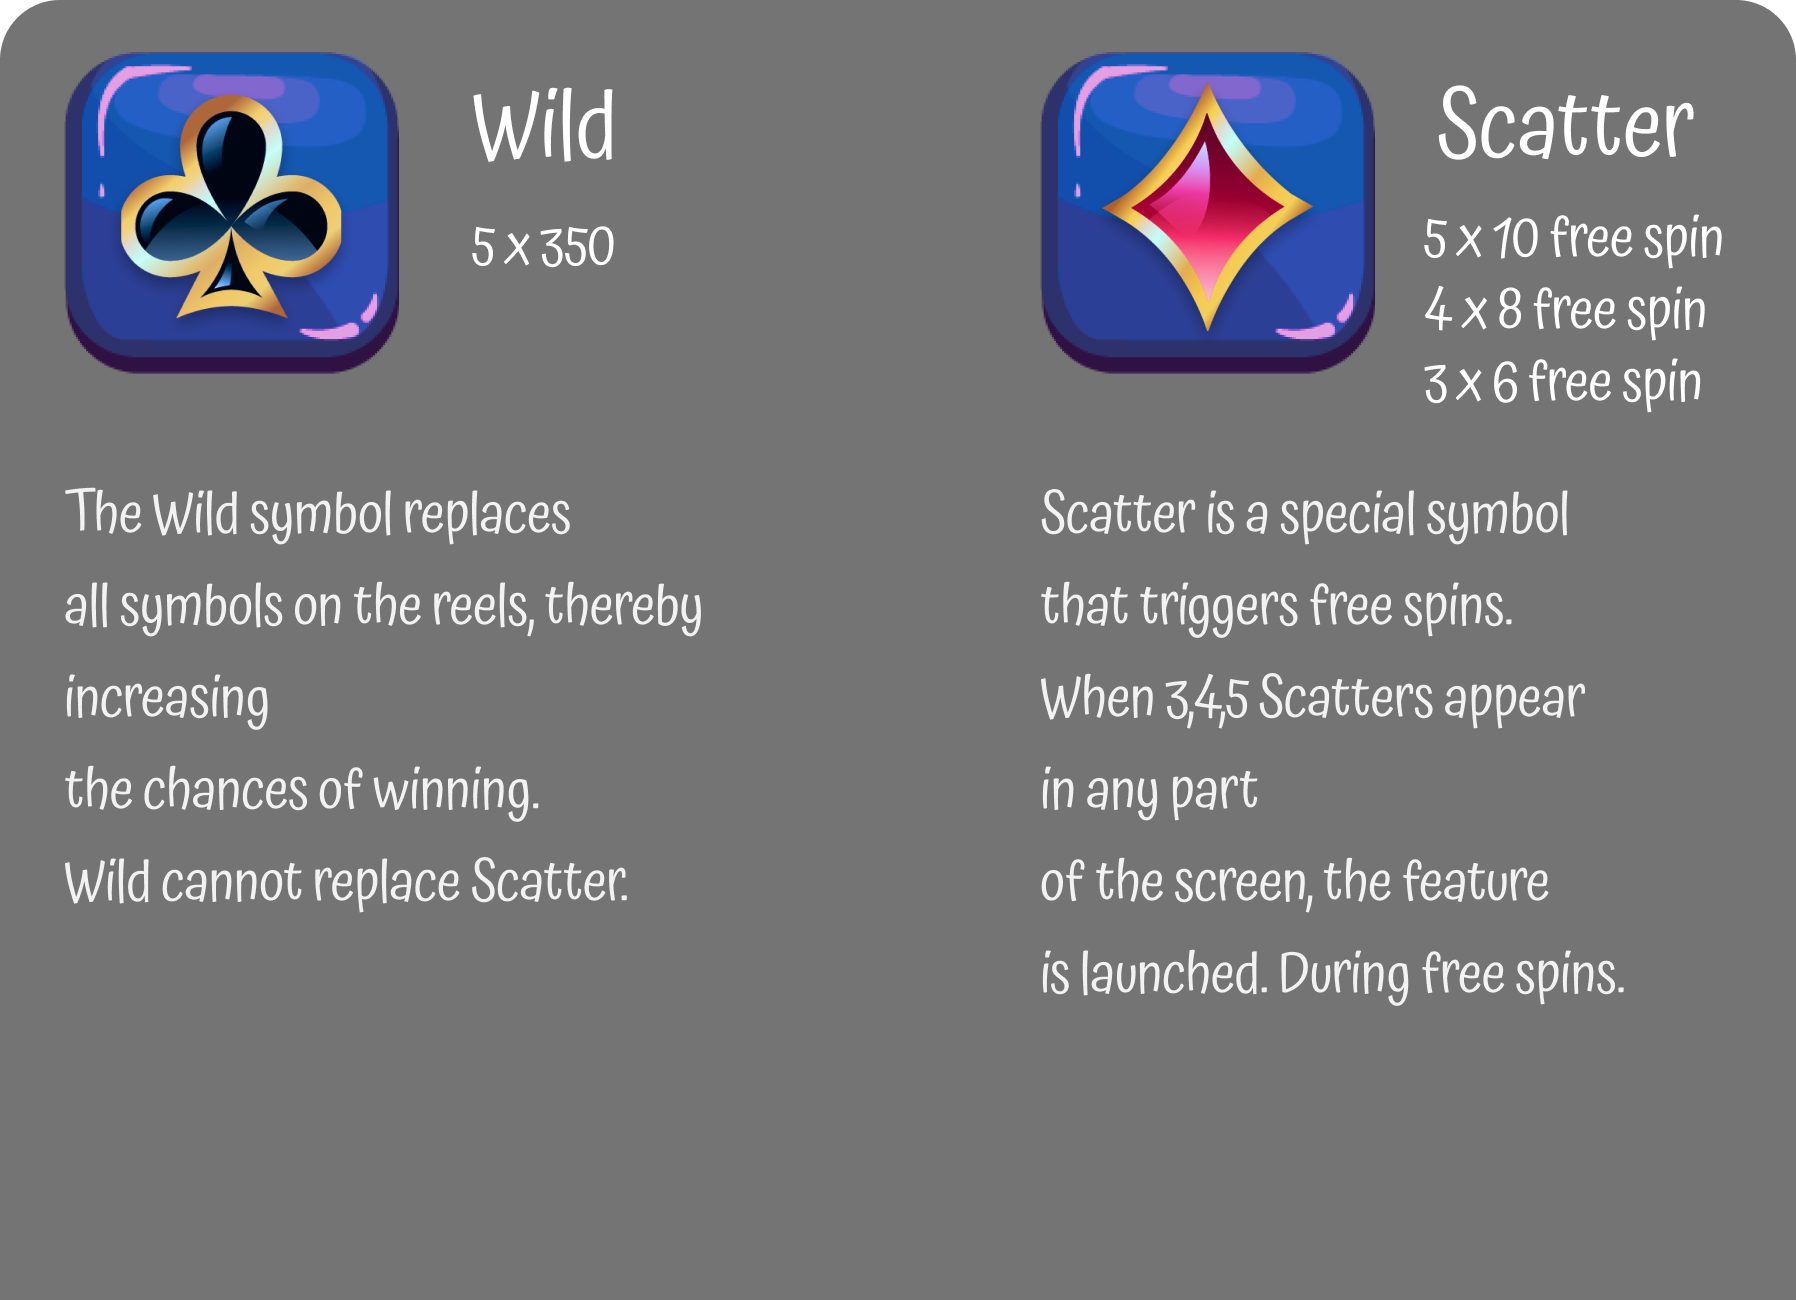 Wild
5 x 350
The Wild symbol replaces
all symbols on the reels, thereby
increasing
the chances of winning.
Wild cannot replace Scatter.
Scatter
5 x 10 free spin
4 x 8 free spin
3 x 6 free spin
Scatter is a special symbol
that triggers free spins.
When 3,4,5 Scatters appear
in any part
of the screen, the feature
is launched. During free spins.